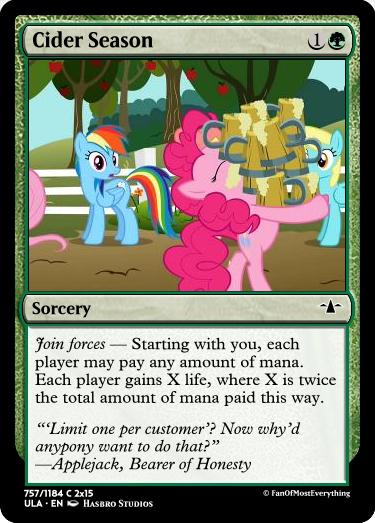 Cider Season 1
Sorcery
Join forces — Starting with you, each
player may pay any amount of mana.
Each player gains X life, where X is twice
the total amount of mana paid this way.
“‘Limit one per customer’? Now why’d
anypony want to do that?”
—Applejack, Bearer of Honesty
757/1184 C 2x15
ULA • EN Hasbro Studios
© FanOfMostEverything